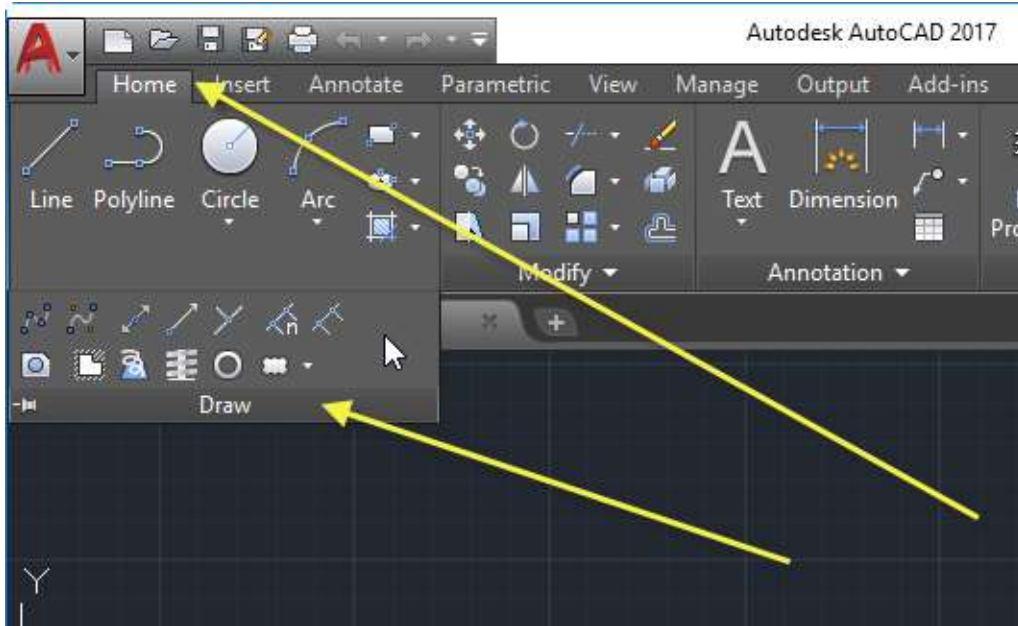 Autodesk AutoCAD 2017
Home Insert Annotate Parametric View Manage Output Add-ins
Line Polyline Circle Arc Text Dimension
Modify Annotation
n
Draw
Y